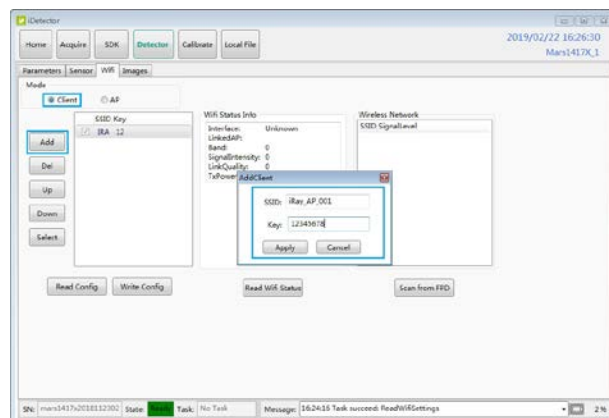 iDetector
Home Acquire SDK Detector Calibrate Local File
2019/02/22 16:26:30
Mars1417X_1
Parameters Sensor Wifi Images
Mode
Client AP
SSID Key
IRA 12
Add
Del
Up
Down
Select
Wifi Status Info
Interface: Unknown
LinkedAP:
Band: 0
SignalIntensity: 0
LinkQuality: 0
TxPower
Wireless Network
SSID SignalLevel
AddClient
SSID: iRay_AP_001
Key: 12345678
Apply Cancel
Read Config Write Config Read Wifi Status Scan from FPD
SN: mars1417x2018112302 State: Ready Task: No Task Message: 16:24:16 Task succeed: ReadWifiSettings 2%